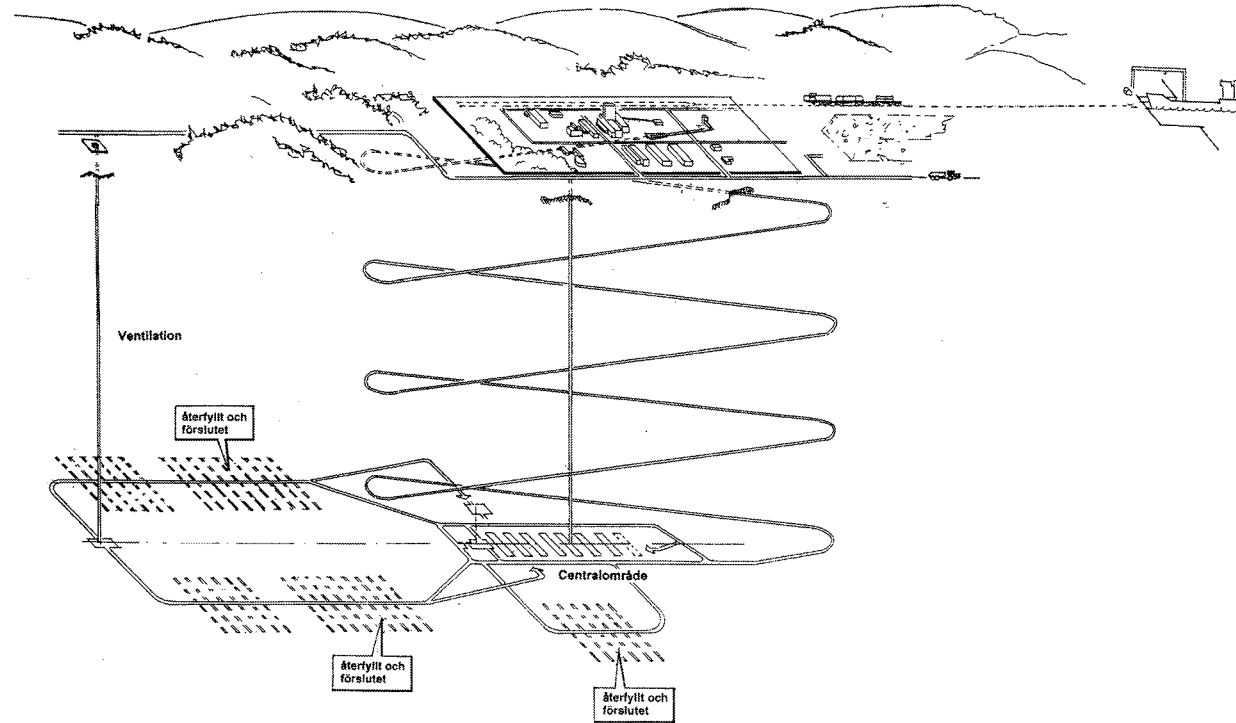 Ventilation
återfyllt och
förslutet
Centralområde
återfyllt och
förslutet
återfyllt och
förslutet